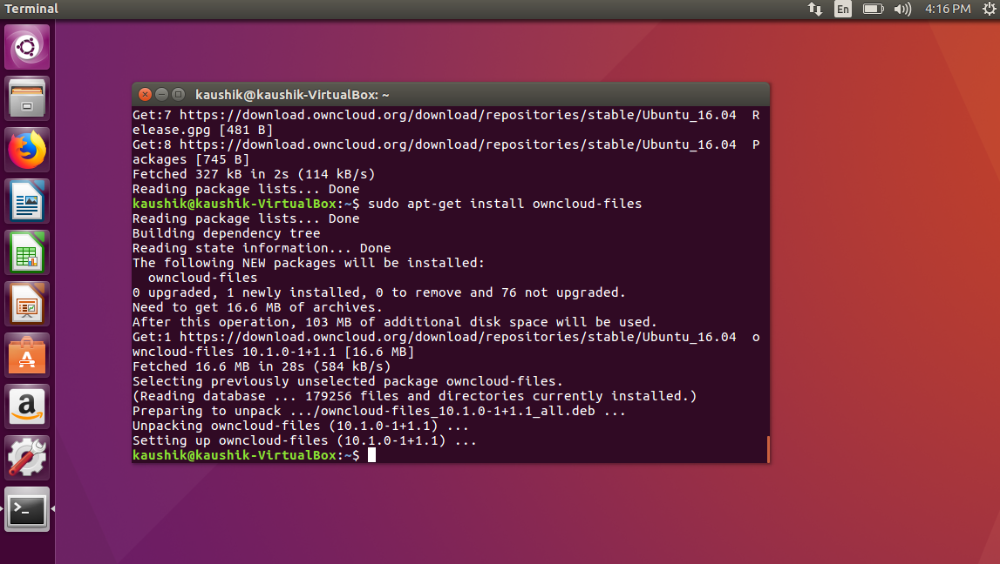 Terminal
En
4:16 PM
kaushik@kaushik-VirtualBox: ~
Get:7 https://download.owncloud.org/download/repositories/stable/Ubuntu_16.04  R
elease.gpg [481 B]
Get:8 https://download.owncloud.org/download/repositories/stable/Ubuntu_16.04  P
ackages [745 B]
Fetched 327 kB in 2s (114 kB/s)
Reading package lists... Done
kaushik@kaushik-VirtualBox:~$ sudo apt-get install owncloud-files
Reading package lists... Done
Building dependency tree
Reading state information... Done
The following NEW packages will be installed:
  owncloud-files
0 upgraded, 1 newly installed, 0 to remove and 76 not upgraded.
Need to get 16.6 MB of archives.
After this operation, 103 MB of additional disk space will be used.
Get:1 https://download.owncloud.org/download/repositories/stable/Ubuntu_16.04  o
wncloud-files 10.1.0-1+1.1 [16.6 MB]
Fetched 16.6 MB in 28s (584 kB/s)
Selecting previously unselected package owncloud-files.
(Reading database ... 179256 files and directories currently installed.)
Preparing to unpack .../owncloud-files_10.1.0-1+1.1_all.deb ...
Unpacking owncloud-files (10.1.0-1+1.1) ...
Setting up owncloud-files (10.1.0-1+1.1) ...
kaushik@kaushik-VirtualBox:~$
A
a
>_